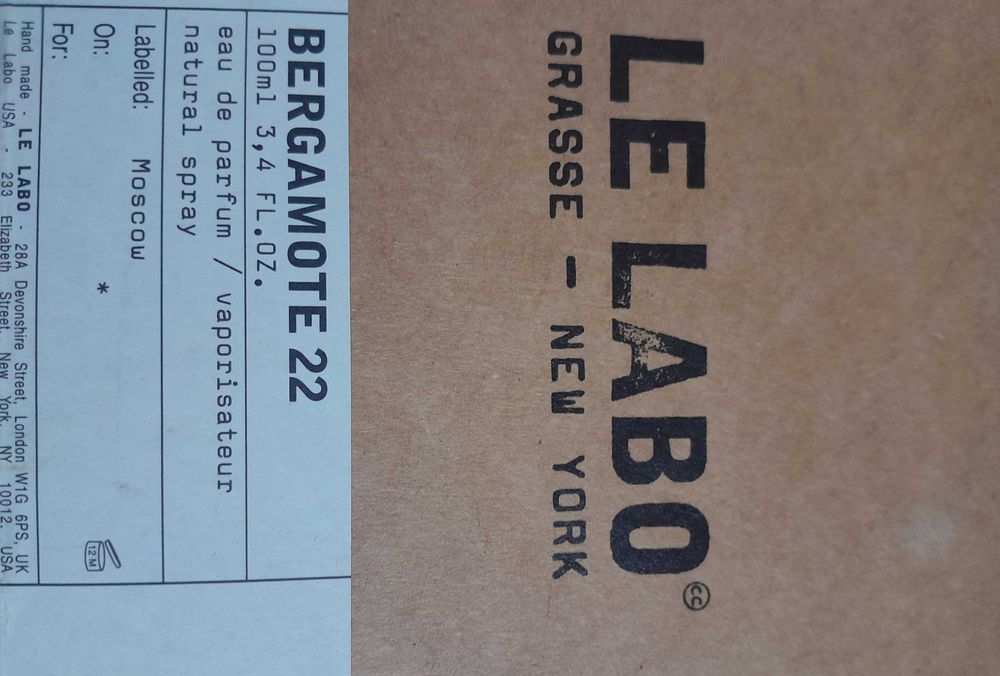 LE LABO
GRASSE - NEW YORK
cc
BERGAMOTE 22
100ml 3,4 FL.OZ.
eau de parfum / vaporisateur
natural spray
Labelled: Moscow
On: *
For:
12 M
Hand made - LE LABO - 28A Devonshire Street, London W1G 6PS, UK
Le Labo USA - 233 Elizabeth Street, New York, NY 10012, USA